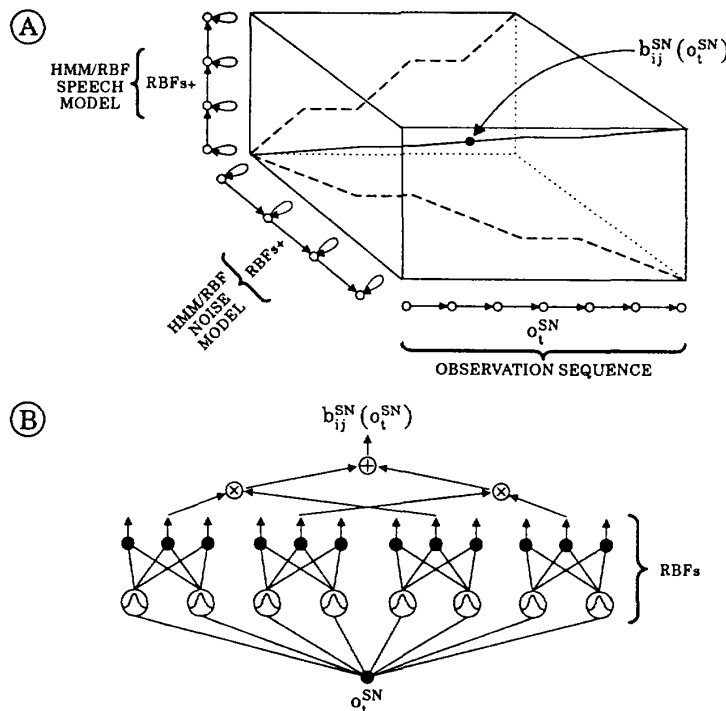 A
HMM/RBF
SPEECH
MODEL
RBFs+
b_ij^SN(o_t^SN)
HMM/RBF
NOISE
MODEL
RBFs+
o_t^SN
OBSERVATION SEQUENCE
B
b_ij^SN(o_t^SN)
+
× ×
RBFs
o_t^SN